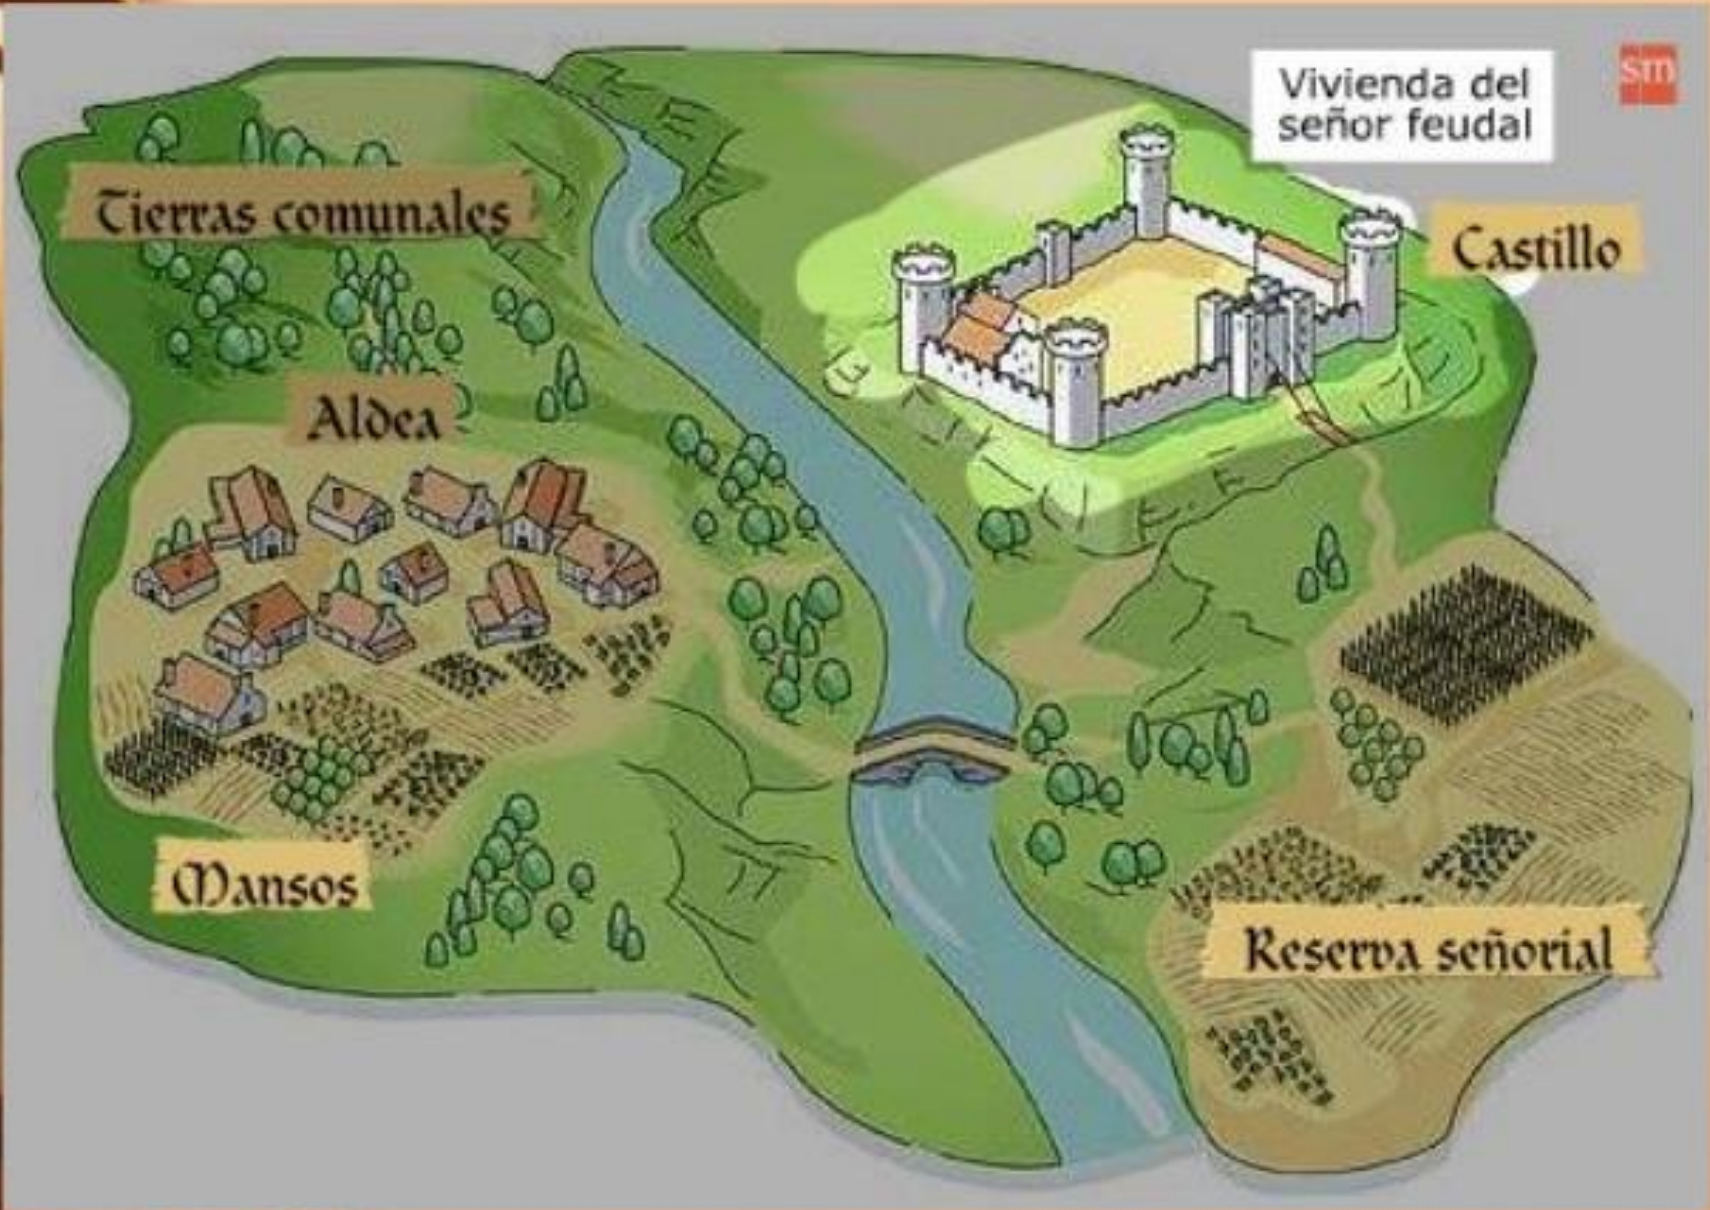 Vivienda del
señor feudal
sm
Tierras comunales
Castillo
Aldea
Mansos
Reserva señorial